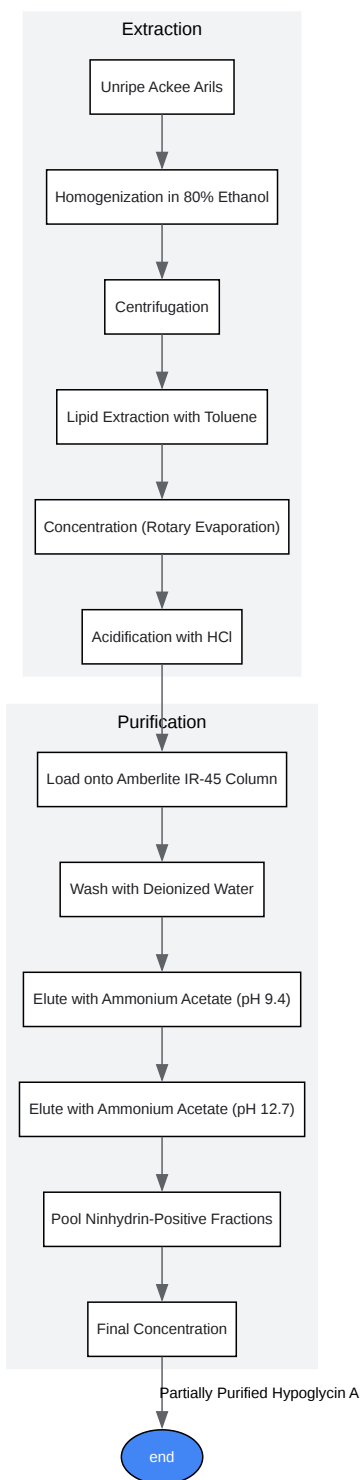 Extraction
Unripe Ackee Arils
Homogenization in 80% Ethanol
Centrifugation
Lipid Extraction with Toluene
Concentration (Rotary Evaporation)
Acidification with HCl
Purification
Load onto Amberlite IR-45 Column
Wash with Deionized Water
Elute with Ammonium Acetate (pH 9.4)
Elute with Ammonium Acetate (pH 12.7)
Pool Ninhydrin-Positive Fractions
Final Concentration
Partially Purified Hypoglycin A
end